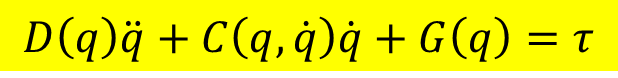 D(q)q̈ + C(q, q̇)q̇ + G(q) = τ